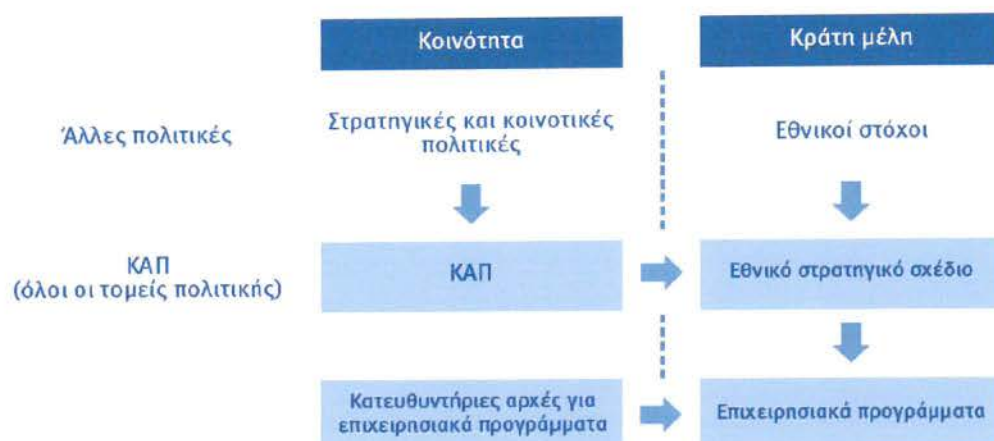 Κοινότητα
Κράτη μέλη
Άλλες πολιτικές
Στρατηγικές και κοινοτικές
πολιτικές
Εθνικοί στόχοι
ΚΑΠ
(όλοι οι τομείς πολιτικής)
ΚΑΠ
Εθνικό στρατηγικό σχέδιο
Κατευθυντήριες αρχές για
επιχειρησιακά προγράμματα
Επιχειρησιακά προγράμματα